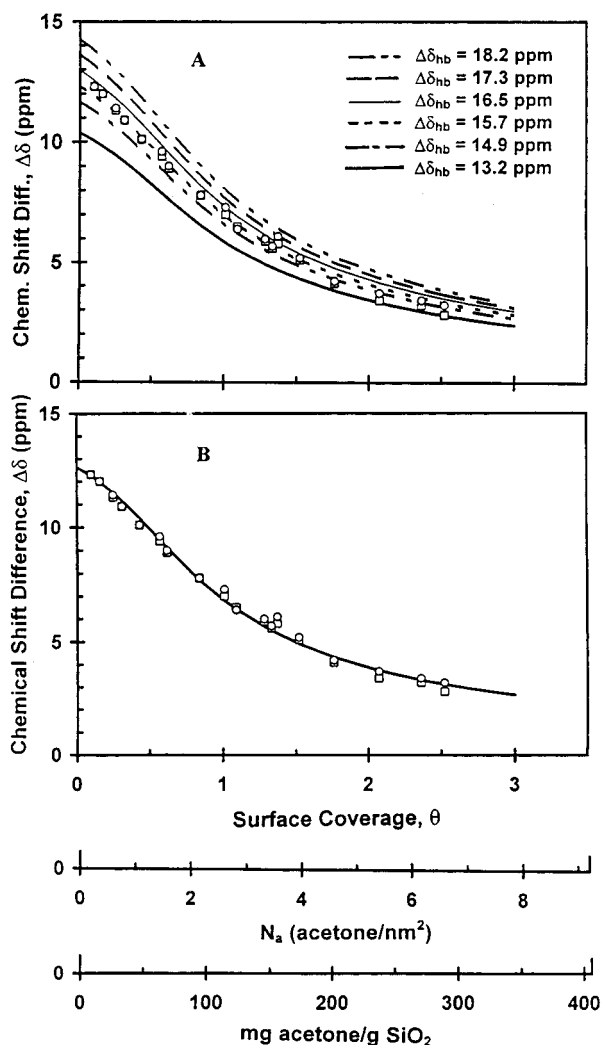 15
A
Δδhb = 18.2 ppm
Δδhb = 17.3 ppm
Δδhb = 16.5 ppm
Δδhb = 15.7 ppm
Δδhb = 14.9 ppm
Δδhb = 13.2 ppm
10
5
0
Chem. Shift Diff., Δδ (ppm)
15
B
10
5
0
Chemical Shift Difference, Δδ (ppm)
0 1 2 3
Surface Coverage, θ
0
0 2 4 6 8
Na (acetone/nm²)
0
0 100 200 300 400
mg acetone/g SiO₂